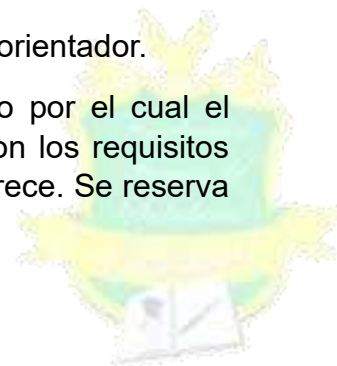 orientador.
o por el cual el
on los requisitos
rece. Se reserva